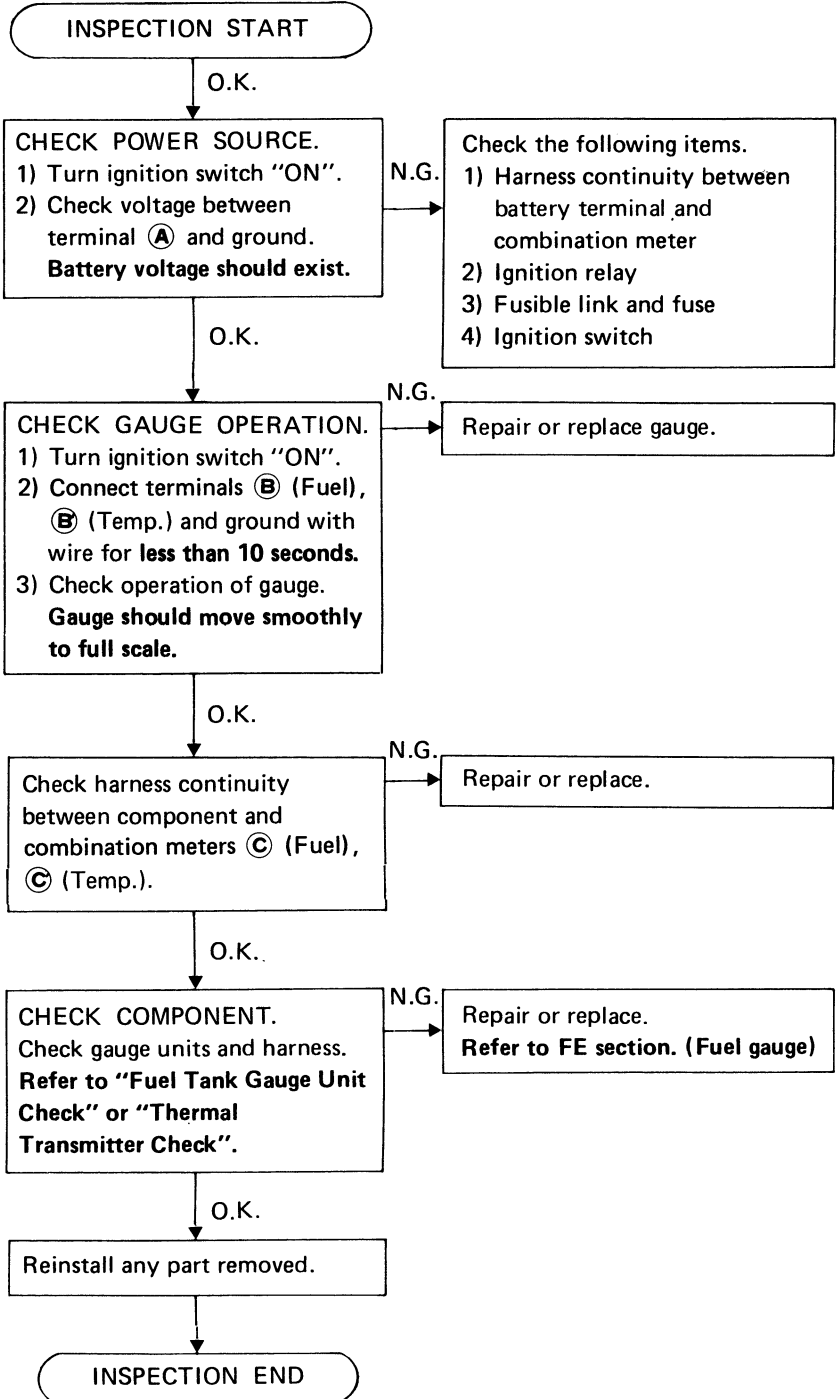 INSPECTION START
O.K.
CHECK POWER SOURCE.
1) Turn ignition switch "ON".
2) Check voltage between
terminal Ⓐ and ground.
Battery voltage should exist.
N.G.
Check the following items.
1) Harness continuity between
battery terminal and
combination meter
2) Ignition relay
3) Fusible link and fuse
4) Ignition switch
O.K.
CHECK GAUGE OPERATION.
1) Turn ignition switch "ON".
2) Connect terminals Ⓑ (Fuel),
Ⓑ' (Temp.) and ground with
wire for less than 10 seconds.
3) Check operation of gauge.
Gauge should move smoothly
to full scale.
N.G.
Repair or replace gauge.
O.K.
Check harness continuity
between component and
combination meters Ⓒ (Fuel),
Ⓒ' (Temp.).
N.G.
Repair or replace.
O.K.
CHECK COMPONENT.
Check gauge units and harness.
Refer to "Fuel Tank Gauge Unit
Check" or "Thermal
Transmitter Check".
N.G.
Repair or replace.
Refer to FE section. (Fuel gauge)
O.K.
Reinstall any part removed.
INSPECTION END